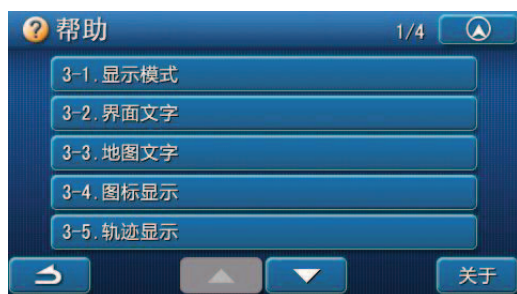 帮助 1/4
3-1.显示模式
3-2.界面文字
3-3.地图文字
3-4.图标显示
3-5.轨迹显示
关于